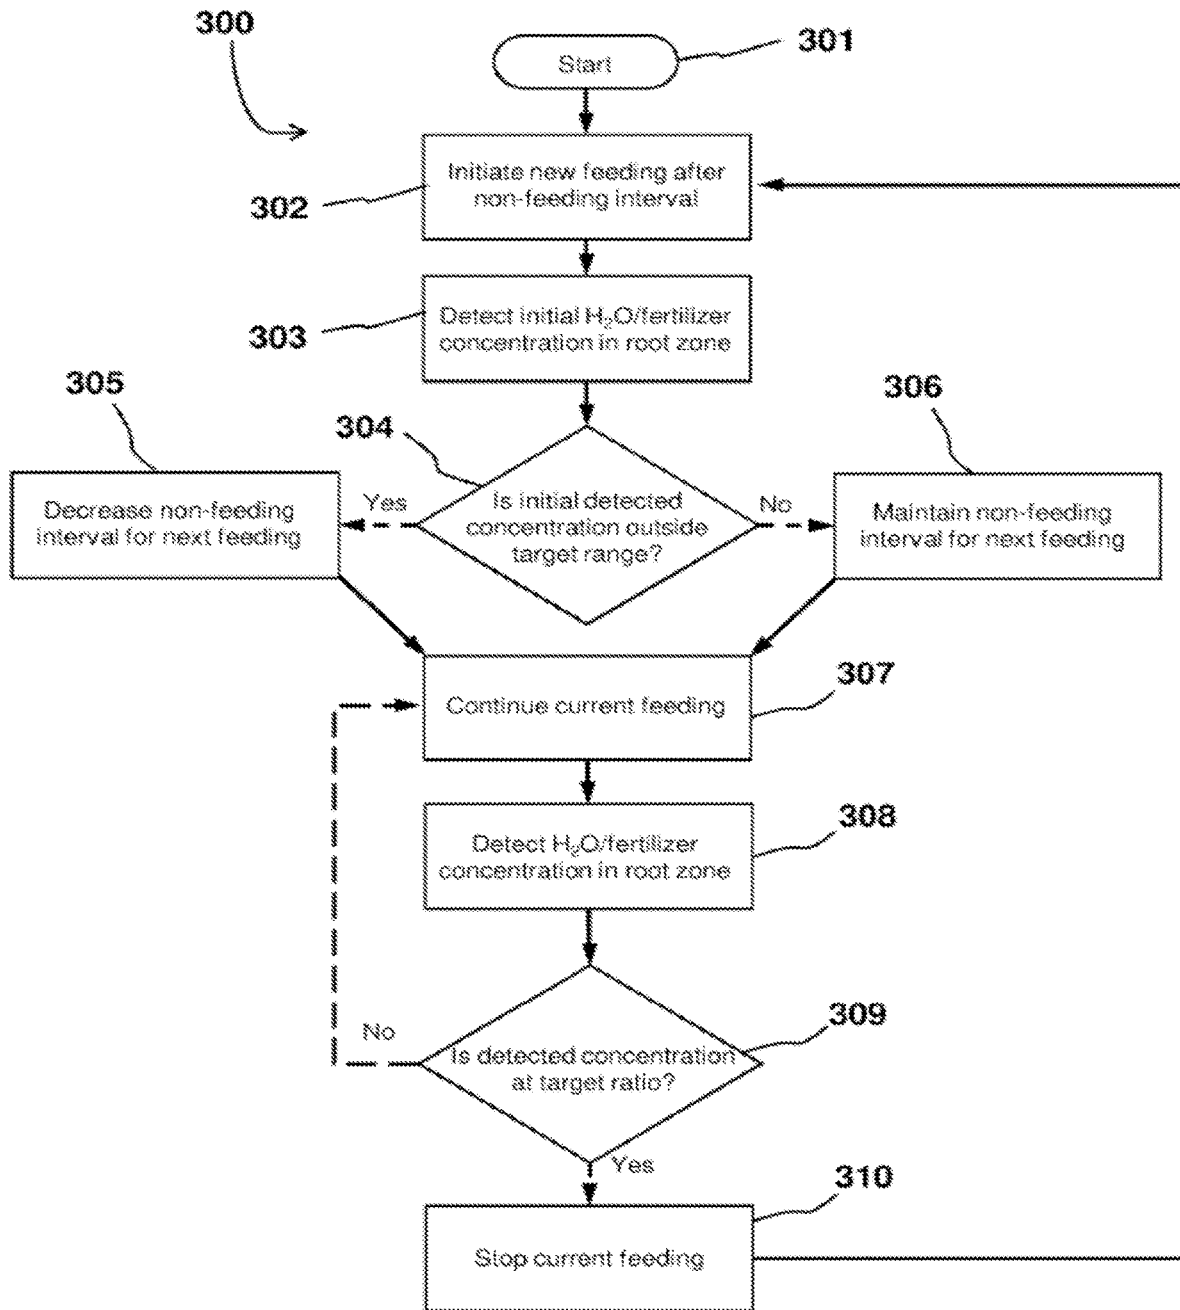 300
301
Start
Initiate new feeding after
non-feeding interval
302
Detect initial H₂O/fertilizer
concentration in root zone
303
305
306
304
Decrease non-feeding
interval for next feeding
Yes
Is initial detected
concentration outside
target range?
No
Maintain non-feeding
interval for next feeding
Continue current feeding
307
308
Detect H₂O/fertilizer
concentration in root zone
309
No
Is detected concentration
at target ratio?
Yes
310
Stop current feeding